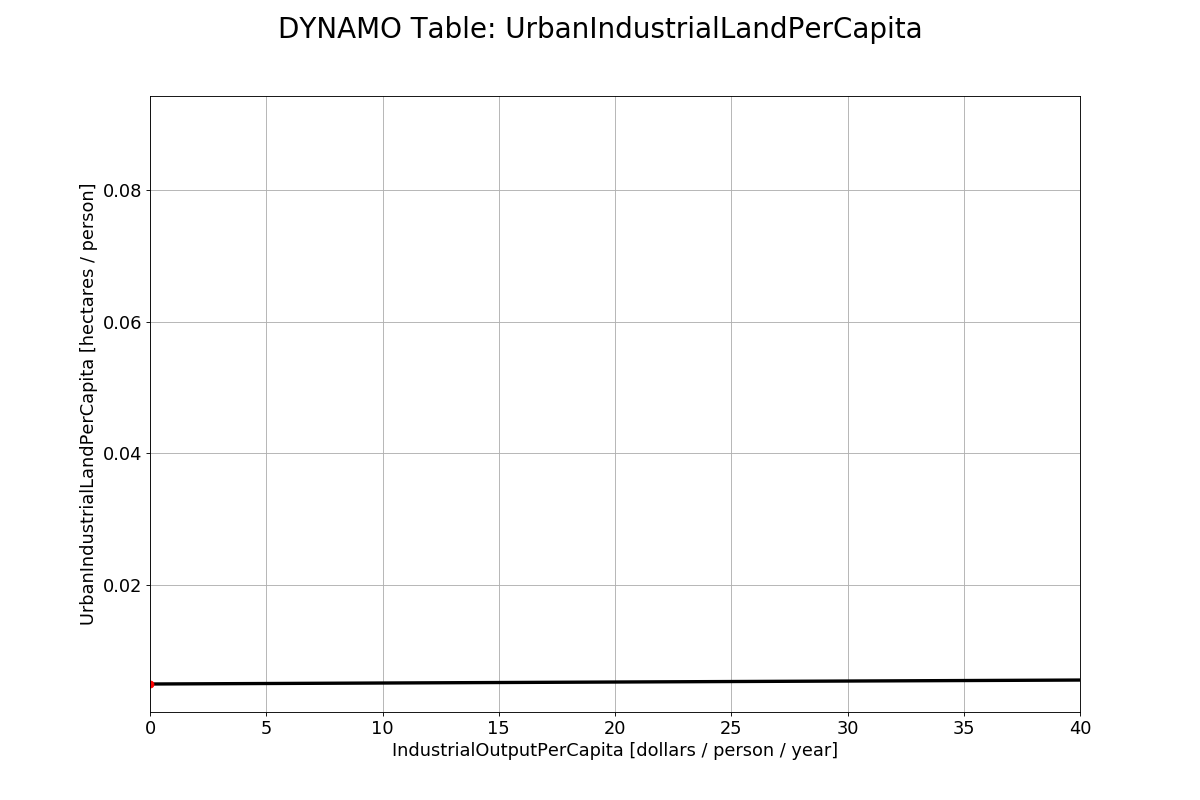 DYNAMO Table: UrbanIndustrialLandPerCapita
UrbanIndustrialLandPerCapita [hectares / person]
0.08
0.06
0.04
0.02
0 5 10 15 20 25 30 35 40
IndustrialOutputPerCapita [dollars / person / year]